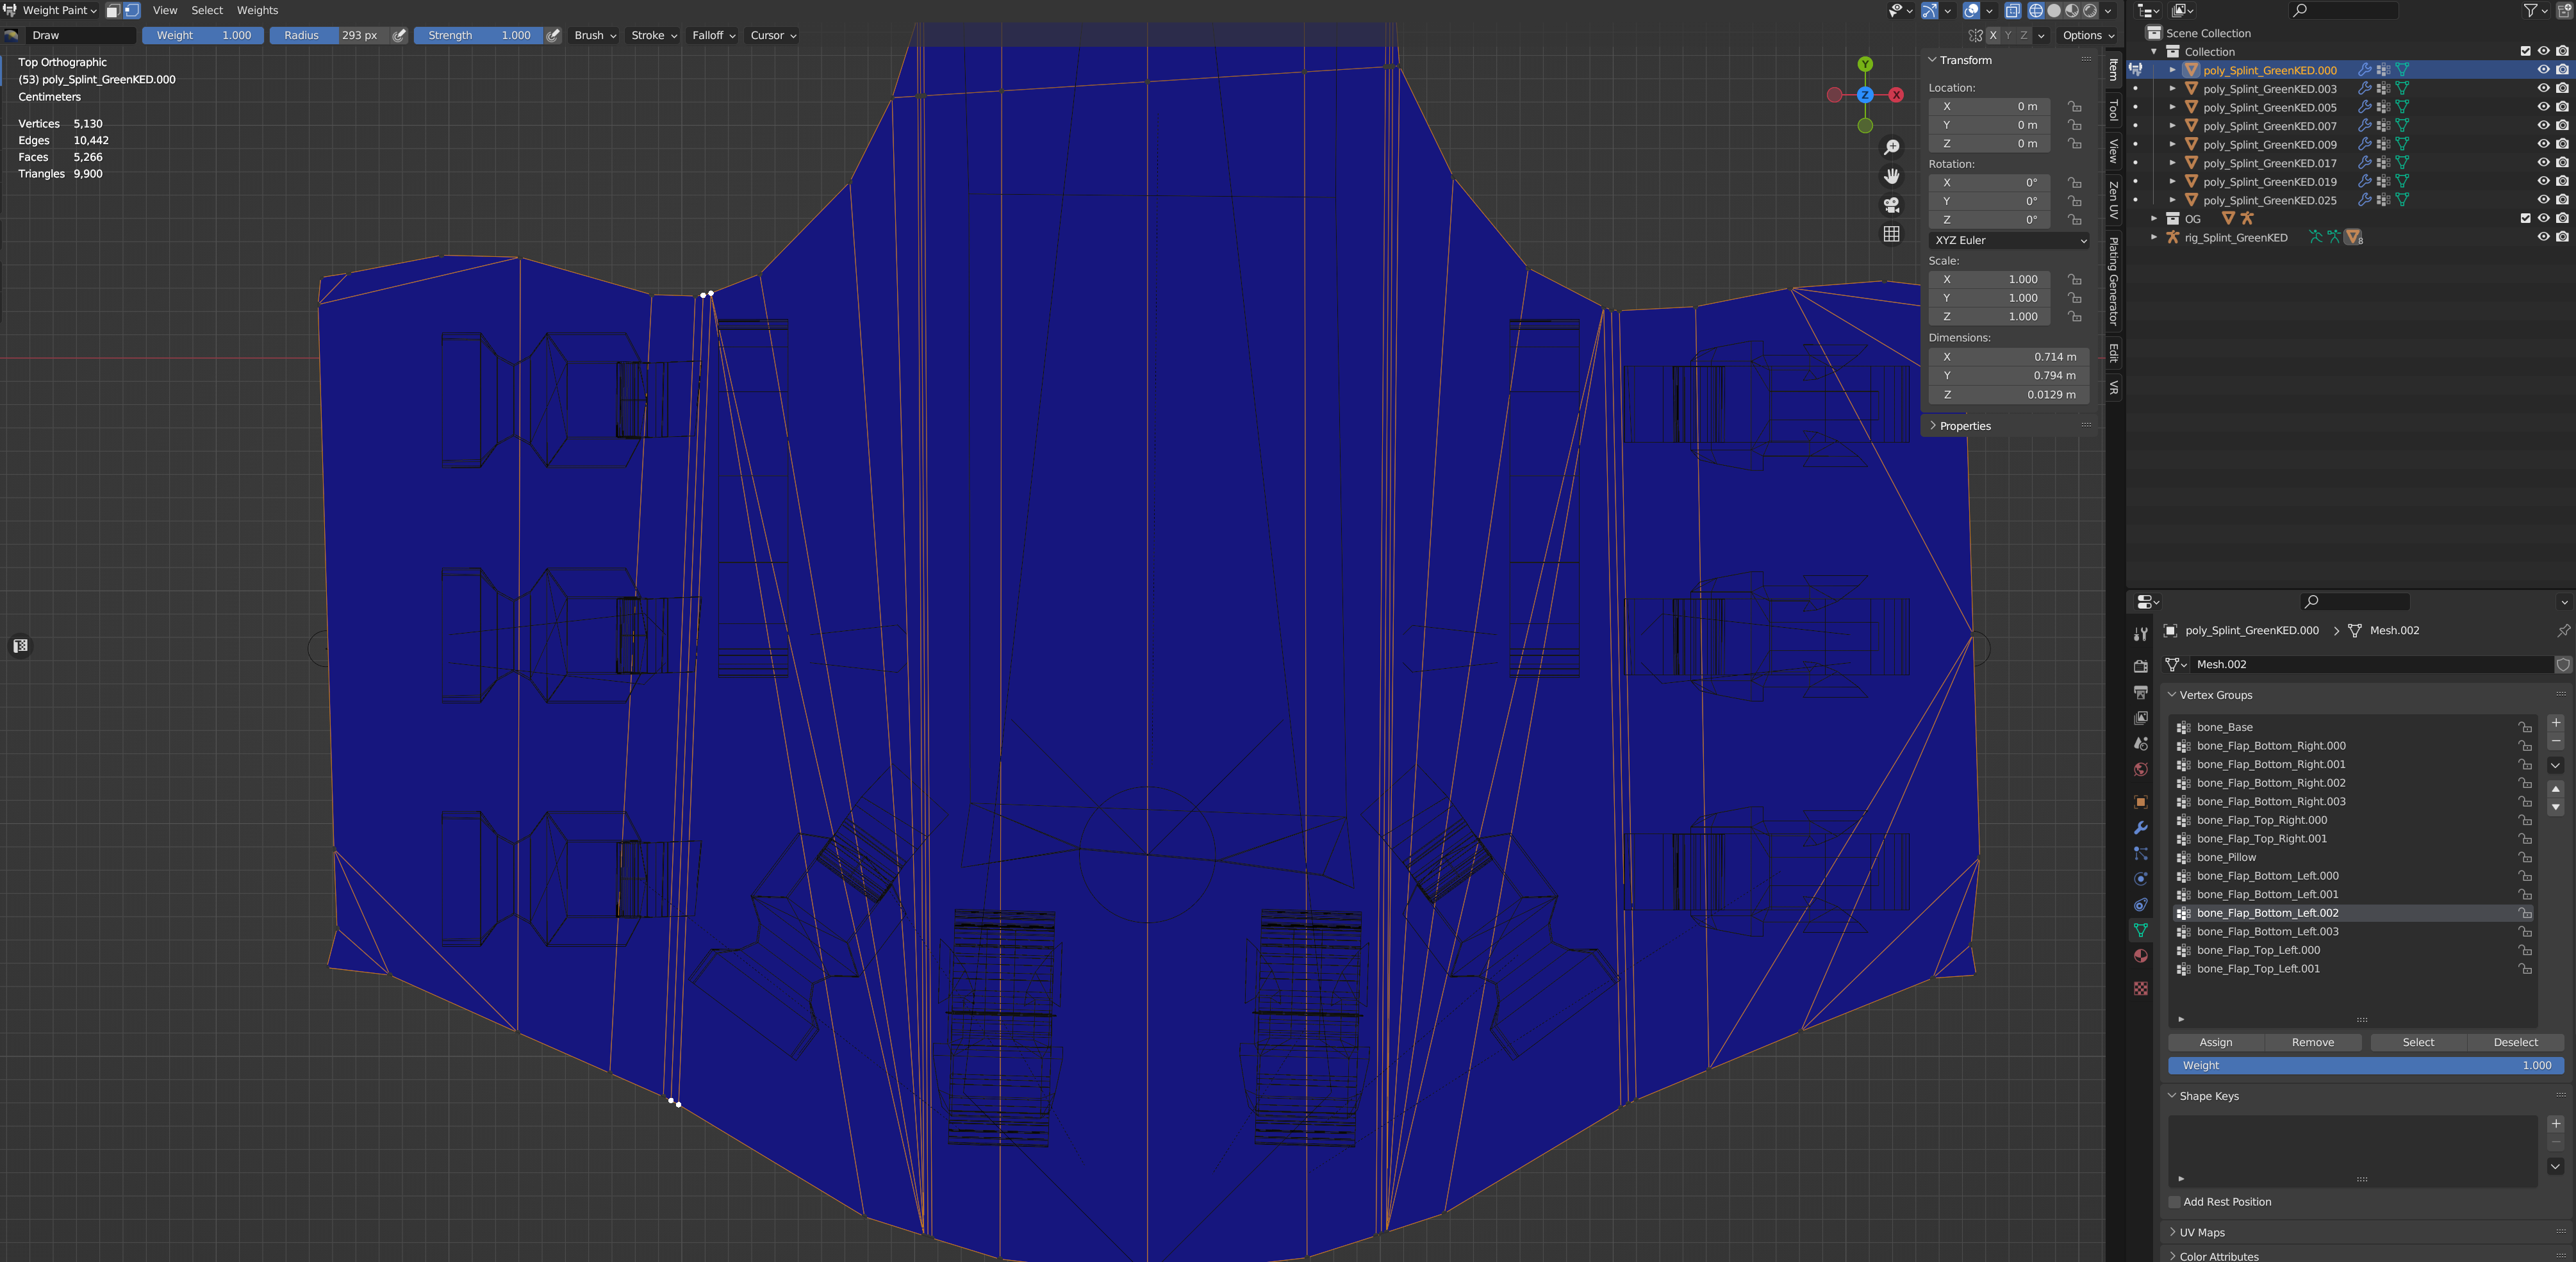 Weight Paint View Select Weights
Draw Weight 1.000 Radius 293 px Strength 1.000 Brush Stroke Falloff Cursor X Y Z Options
Top Orthographic
(53) poly_Splint_GreenKED.000
Centimeters
Vertices 5,130
Edges 10,442
Faces 5,266
Triangles 9,900
Y
Z X
Transform
Location:
X 0 m
Y 0 m
Z 0 m
Rotation:
X 0°
Y 0°
Z 0°
XYZ Euler
Scale:
X 1.000
Y 1.000
Z 1.000
Dimensions:
X 0.714 m
Y 0.794 m
Z 0.0129 m
Properties
Item
Tool
View
Zen UV
Plating Generator
Edit
VR
Scene Collection
Collection
poly_Splint_GreenKED.000
poly_Splint_GreenKED.003
poly_Splint_GreenKED.005
poly_Splint_GreenKED.007
poly_Splint_GreenKED.009
poly_Splint_GreenKED.017
poly_Splint_GreenKED.019
poly_Splint_GreenKED.025
OG
rig_Splint_GreenKED 8
poly_Splint_GreenKED.000 Mesh.002
Mesh.002
Vertex Groups
bone_Base
bone_Flap_Bottom_Right.000
bone_Flap_Bottom_Right.001
bone_Flap_Bottom_Right.002
bone_Flap_Bottom_Right.003
bone_Flap_Top_Right.000
bone_Flap_Top_Right.001
bone_Pillow
bone_Flap_Bottom_Left.000
bone_Flap_Bottom_Left.001
bone_Flap_Bottom_Left.002
bone_Flap_Bottom_Left.003
bone_Flap_Top_Left.000
bone_Flap_Top_Left.001
Assign Remove Select Deselect
Weight 1.000
Shape Keys
Add Rest Position
UV Maps
Color Attributes